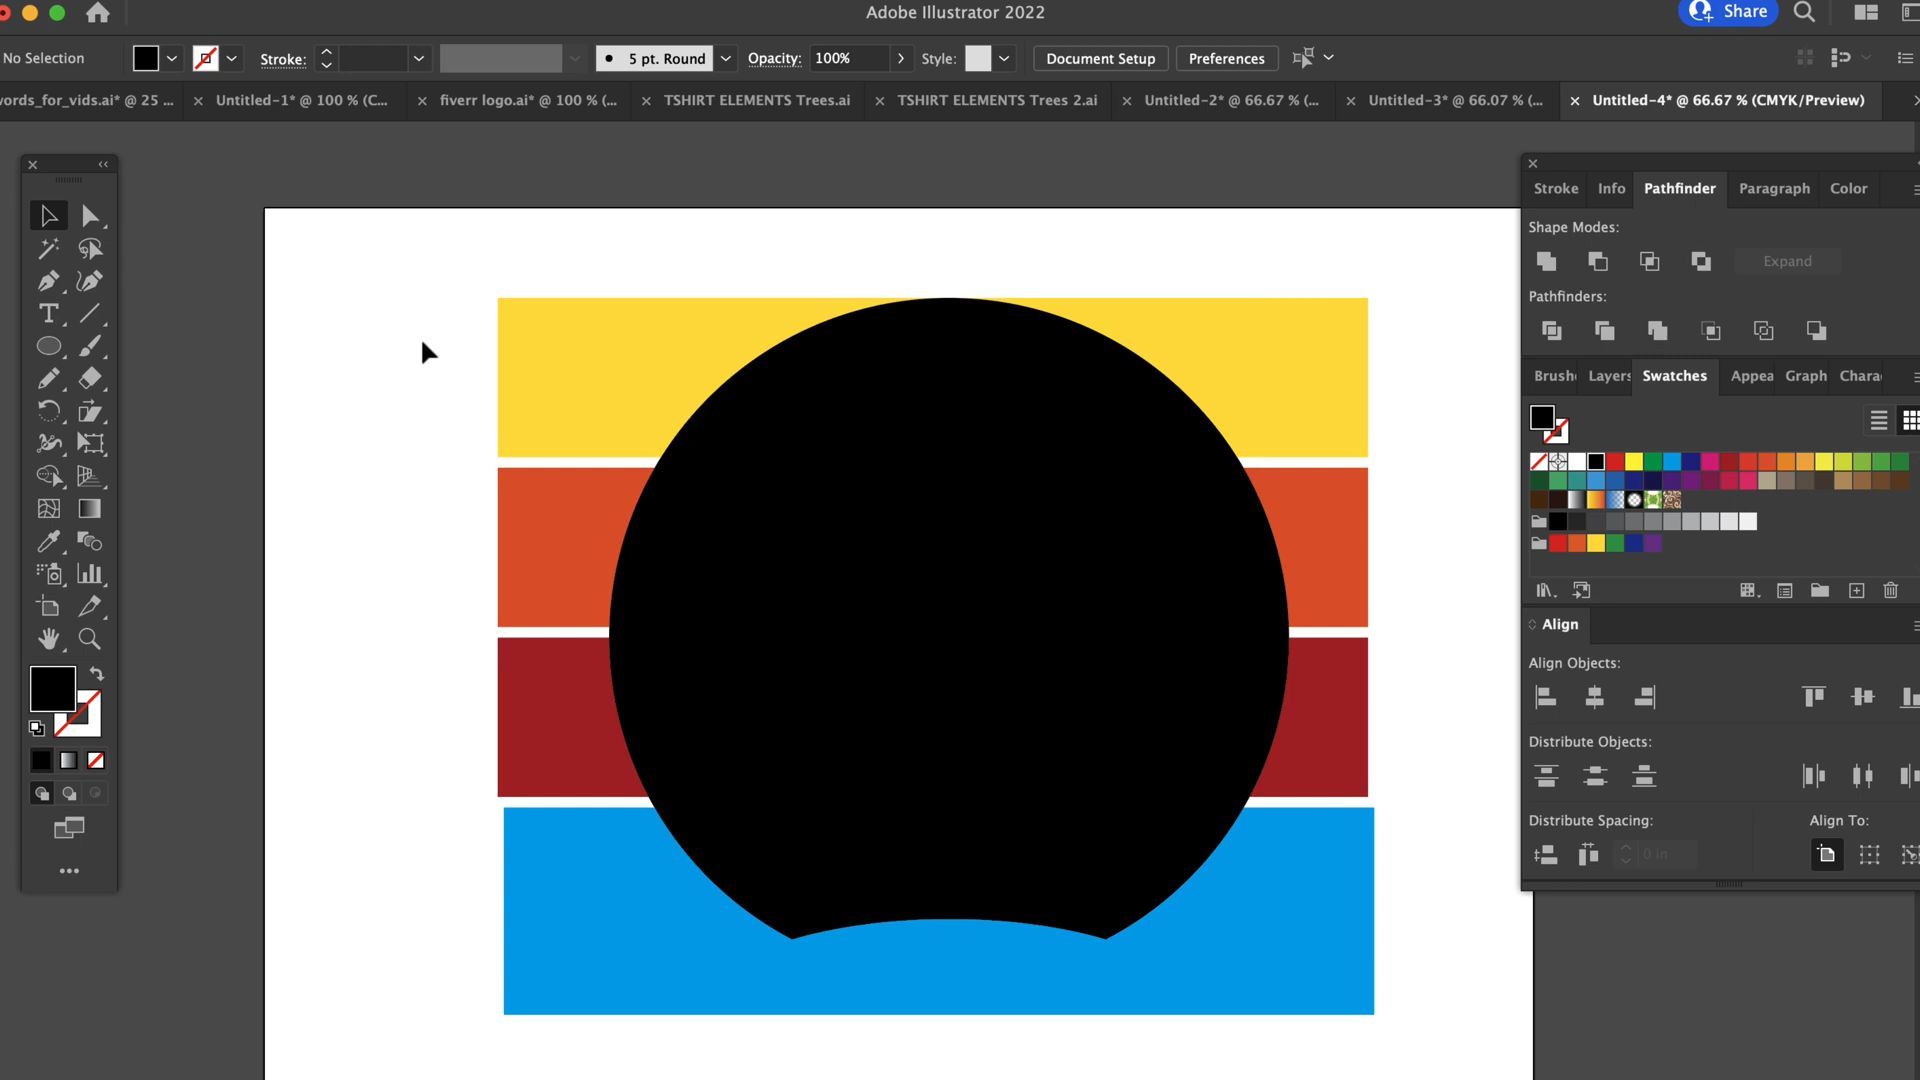 Adobe Illustrator 2022
Share
No Selection
Stroke:
5 pt. Round
Opacity:
100%
Style:
Document Setup
Preferences
words_for_vids.ai* @ 25 ...
Untitled-1* @ 100 % (C...
fiverr logo.ai* @ 100 % (...
TSHIRT ELEMENTS Trees.ai
TSHIRT ELEMENTS Trees 2.ai
Untitled-2* @ 66.67 % (...
Untitled-3* @ 66.07 % (...
Untitled-4* @ 66.67 % (CMYK/Preview)
Stroke
Info
Pathfinder
Paragraph
Color
Shape Modes:
Expand
Pathfinders:
Brush
Layers
Swatches
Appea
Graph
Chara
Align
Align Objects:
Distribute Objects:
Distribute Spacing:
Align To:
0 in